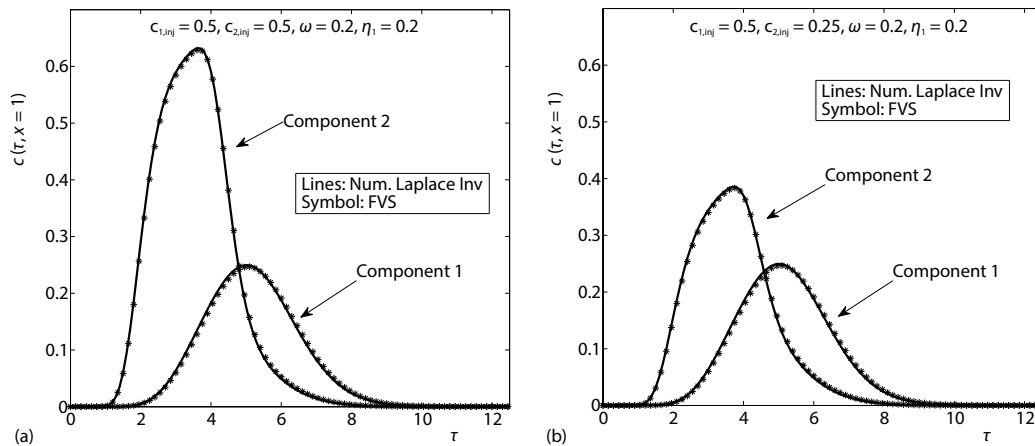 c1,inj = 0.5, c2,inj = 0.5, ω = 0.2, η1 = 0.2
0.6
0.5
0.4
0.3
0.2
0.1
0
c (τ, x = 1)
Component 2
Lines: Num. Laplace Inv
Symbol: FVS
Component 1
0 2 4 6 8 10 12
(a)
τ
c1,inj = 0.5, c2,inj = 0.25, ω = 0.2, η1 = 0.2
0.6
0.5
0.4
0.3
0.2
0.1
0
c (τ, x = 1)
Lines: Num. Laplace Inv
Symbol: FVS
Component 2
Component 1
0 2 4 6 8 10 12
(b)
τ